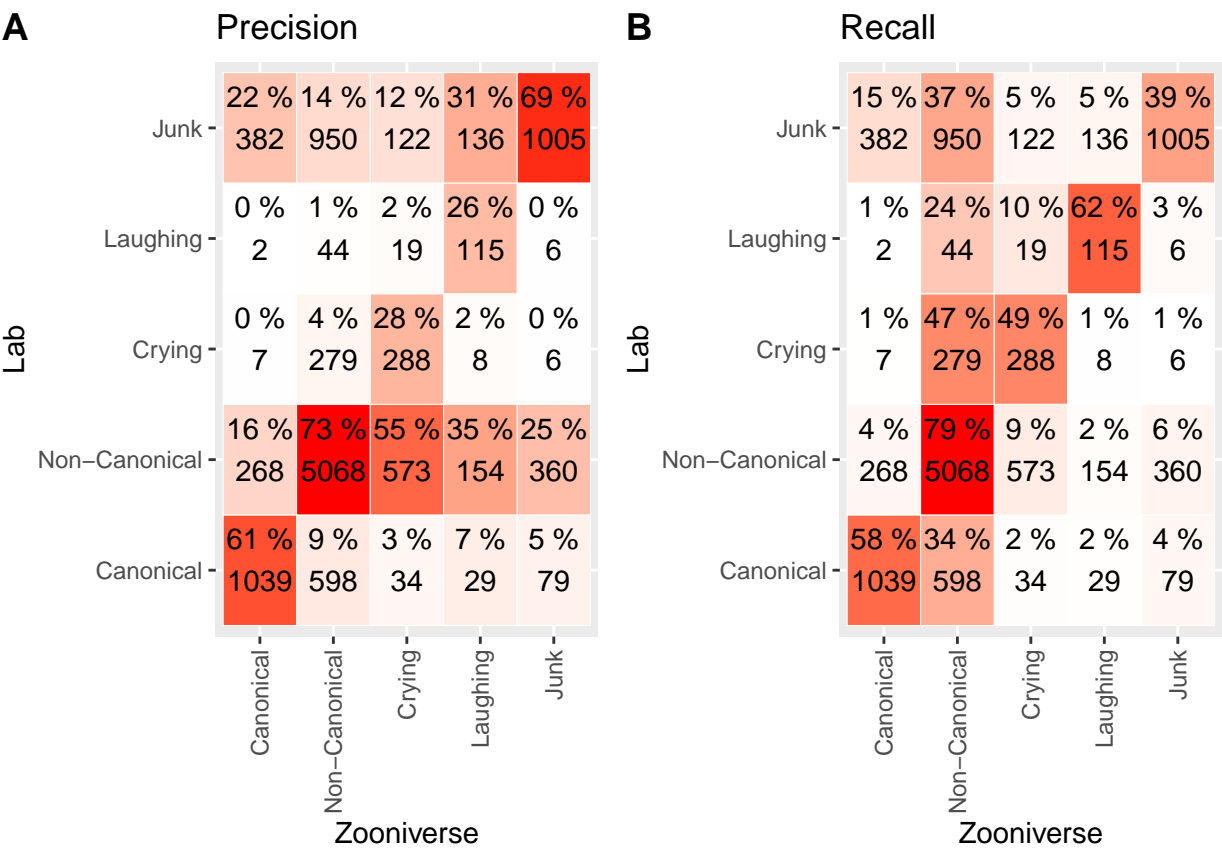 A Precision
Junk
22 % 14 % 12 % 31 % 69 %
382 950 122 136 1005
Laughing
0 % 1 % 2 % 26 % 0 %
2 44 19 115 6
Crying
0 % 4 % 28 % 2 % 0 %
7 279 288 8 6
Non−Canonical
16 % 73 % 55 % 35 % 25 %
268 5068 573 154 360
Canonical
61 % 9 % 3 % 7 % 5 %
1039 598 34 29 79
Lab
Canonical
Non−Canonical
Crying
Laughing
Junk
Zooniverse
B Recall
Junk
15 % 37 % 5 % 5 % 39 %
382 950 122 136 1005
Laughing
1 % 24 % 10 % 62 % 3 %
2 44 19 115 6
Crying
1 % 47 % 49 % 1 % 1 %
7 279 288 8 6
Non−Canonical
4 % 79 % 9 % 2 % 6 %
268 5068 573 154 360
Canonical
58 % 34 % 2 % 2 % 4 %
1039 598 34 29 79
Lab
Canonical
Non−Canonical
Crying
Laughing
Junk
Zooniverse